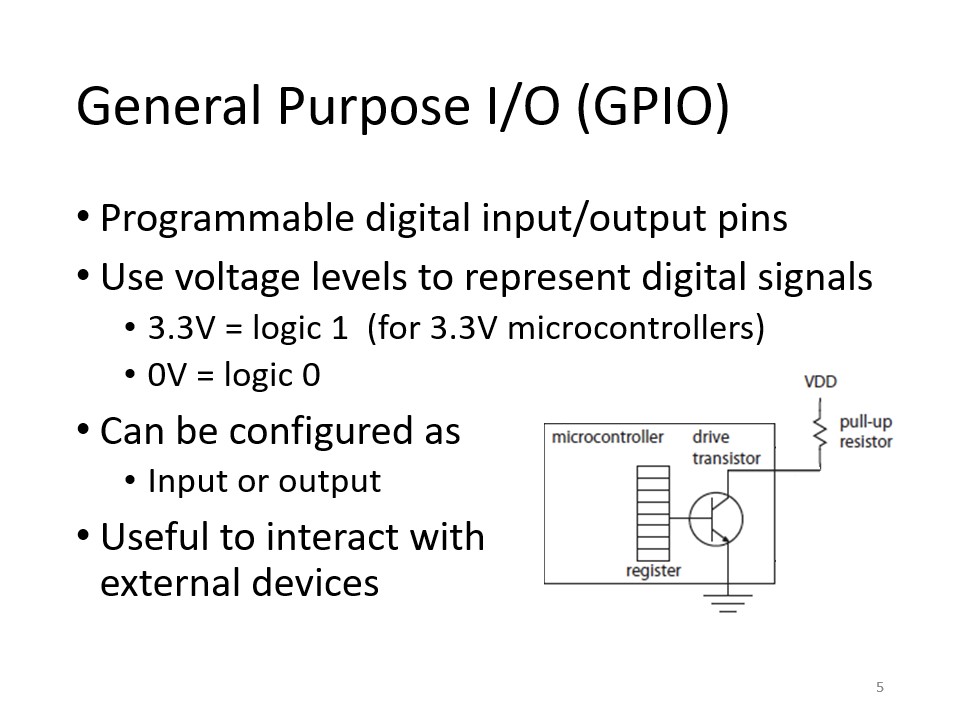 General Purpose I/O (GPIO)
• Programmable digital input/output pins
• Use voltage levels to represent digital signals
• 3.3V = logic 1  (for 3.3V microcontrollers)
• 0V = logic 0
• Can be configured as
• Input or output
• Useful to interact with
external devices
VDD
pull-up
resistor
microcontroller
drive
transistor
register
5